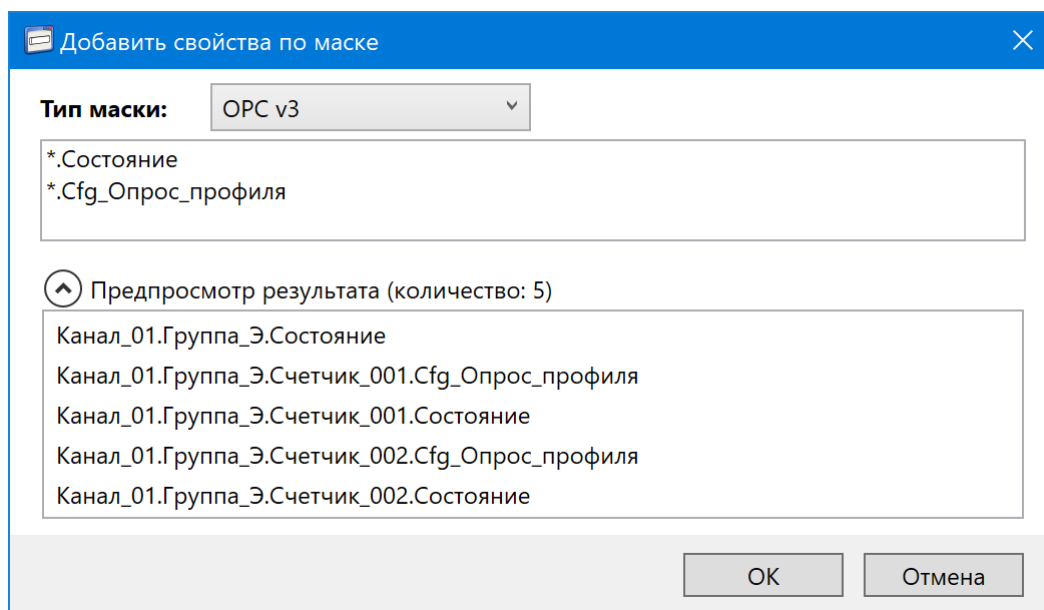 Добавить свойства по маске
Тип маски: OPC v3
*.Состояние
*.Cfg_Опрос_профиля
Предпросмотр результата (количество: 5)
Канал_01.Группа_Э.Состояние
Канал_01.Группа_Э.Счетчик_001.Cfg_Опрос_профиля
Канал_01.Группа_Э.Счетчик_001.Состояние
Канал_01.Группа_Э.Счетчик_002.Cfg_Опрос_профиля
Канал_01.Группа_Э.Счетчик_002.Состояние
OK Отмена